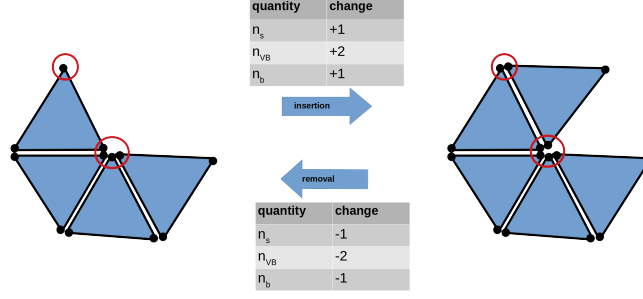 quantity change
n_s +1
n_VB +2
n_b +1
insertion
removal
quantity change
n_s -1
n_VB -2
n_b -1